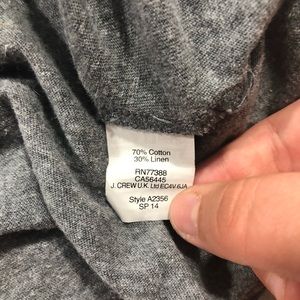 70% Cotton
30% Linen
RN77388
CA56445
J. CREW U.K. Ltd EC4V 6JA
Style A2356
SP 14